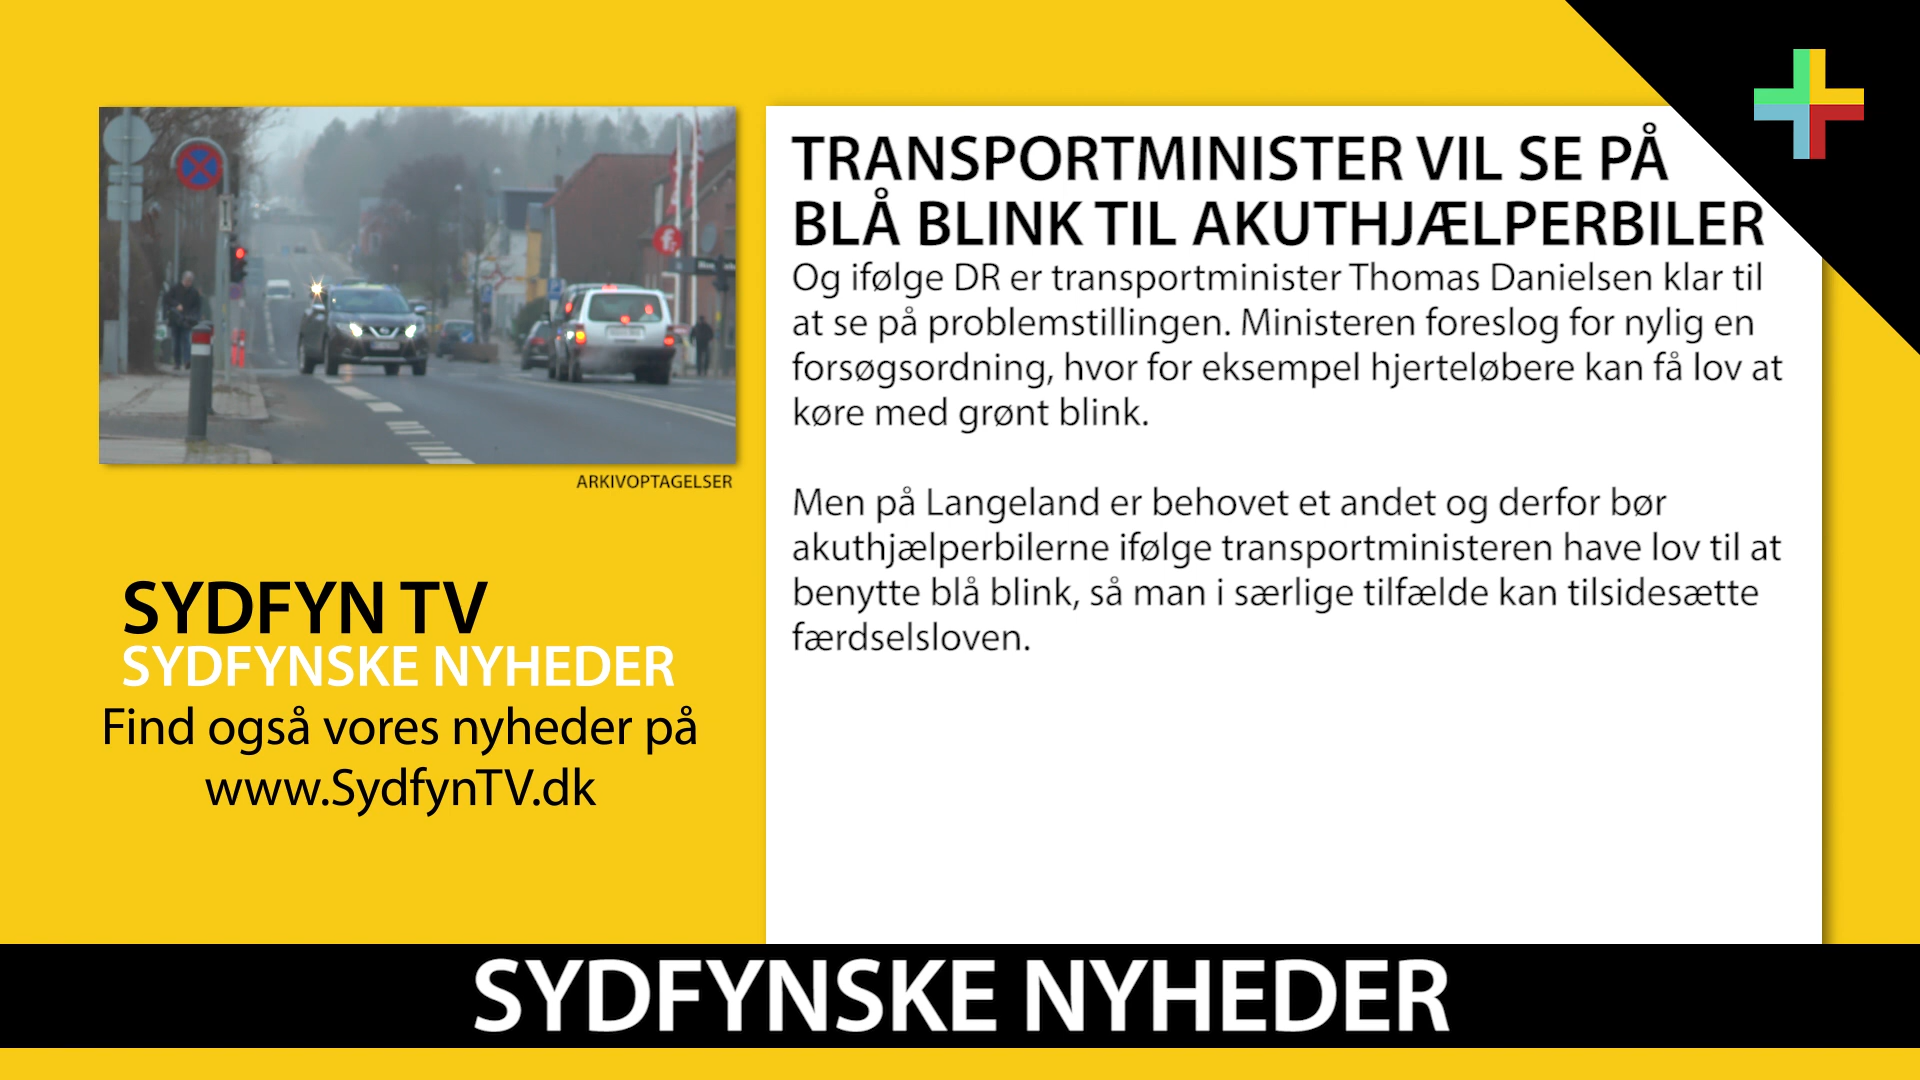 TRANSPORTMINISTER VIL SE PÅ
BLÅ BLINK TIL AKUTHJÆLPERBILER
Og ifølge DR er transportminister Thomas Danielsen klar til
at se på problemstillingen. Ministeren foreslog for nylig en
forsøgsordning, hvor for eksempel hjerteløbere kan få lov at
køre med grønt blink.
Men på Langeland er behovet et andet og derfor bør
akuthjælperbilerne ifølge transportministeren have lov til at
benytte blå blink, så man i særlige tilfælde kan tilsidesætte
færdselsloven.
ARKIVOPTAGELSER
SYDFYN TV
SYDFYNSKE NYHEDER
Find også vores nyheder på
www.SydfynTV.dk
SYDFYNSKE NYHEDER